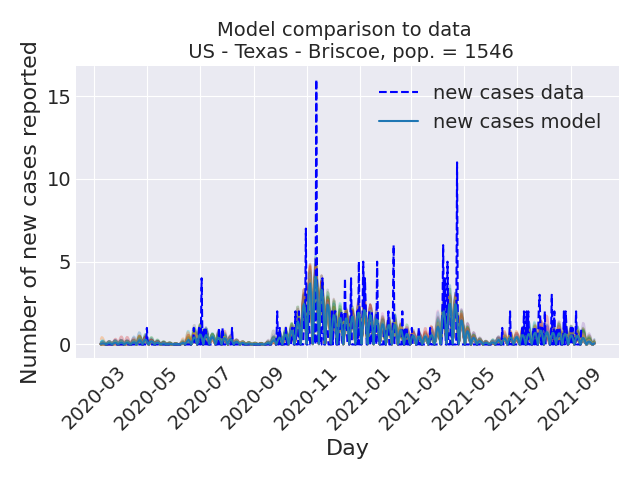 Model comparison to data
US - Texas - Briscoe, pop. = 1546
Number of new cases reported
15
10
5
0
new cases data
new cases model
2020-03
2020-05
2020-07
2020-09
2020-11
2021-01
2021-03
2021-05
2021-07
2021-09
Day